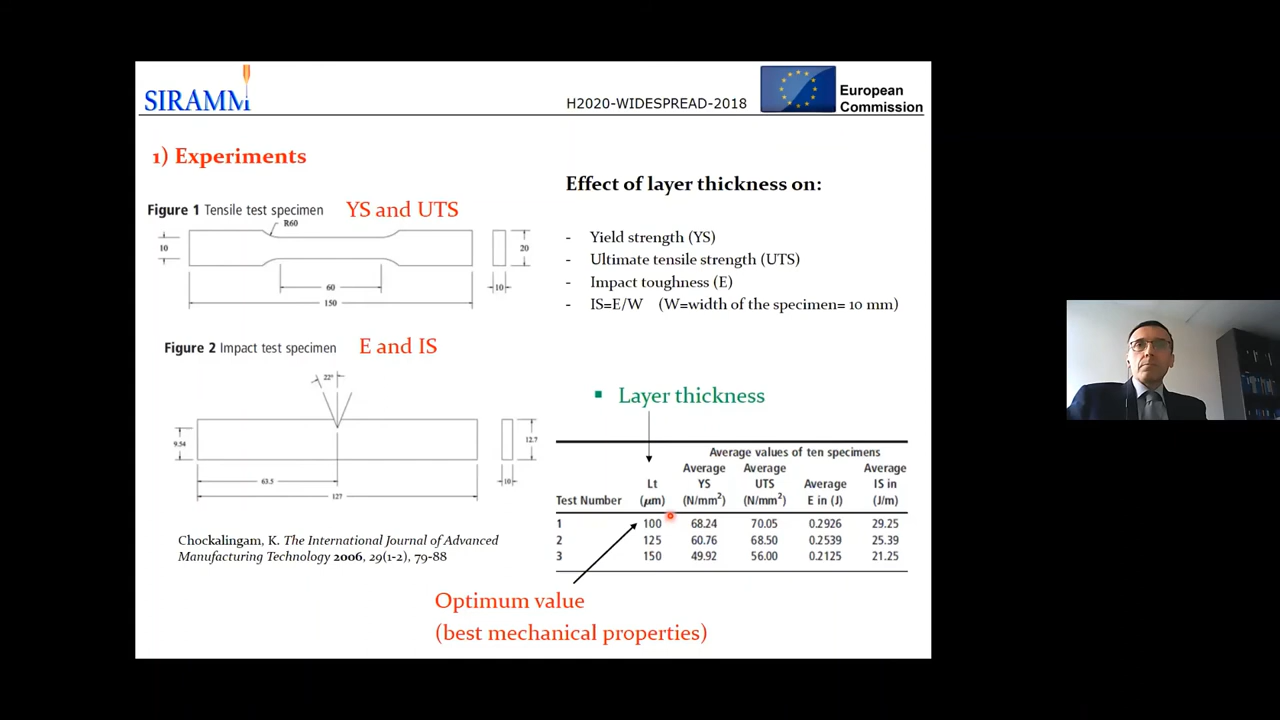 SIRAMM
H2020-WIDESPREAD-2018
European
Commission
1) Experiments
Figure 1 Tensile test specimen
YS and UTS
R60
10
20
60
10
150
Figure 2 Impact test specimen
E and IS
22°
9.54
12.7
63.5
10
127
Chockalingam, K. The International Journal of Advanced
Manufacturing Technology 2006, 29(1-2), 79-88
Effect of layer thickness on:
- Yield strength (YS)
- Ultimate tensile strength (UTS)
- Impact toughness (E)
- IS=E/W (W=width of the specimen= 10 mm)
▪ Layer thickness
Average values of ten specimens
Average Average Average
Lt YS UTS Average IS in
Test Number (μm) (N/mm²) (N/mm²) E in (J) (J/m)
1 100 68.24 70.05 0.2926 29.25
2 125 60.76 68.50 0.2539 25.39
3 150 49.92 56.00 0.2125 21.25
Optimum value
(best mechanical properties)